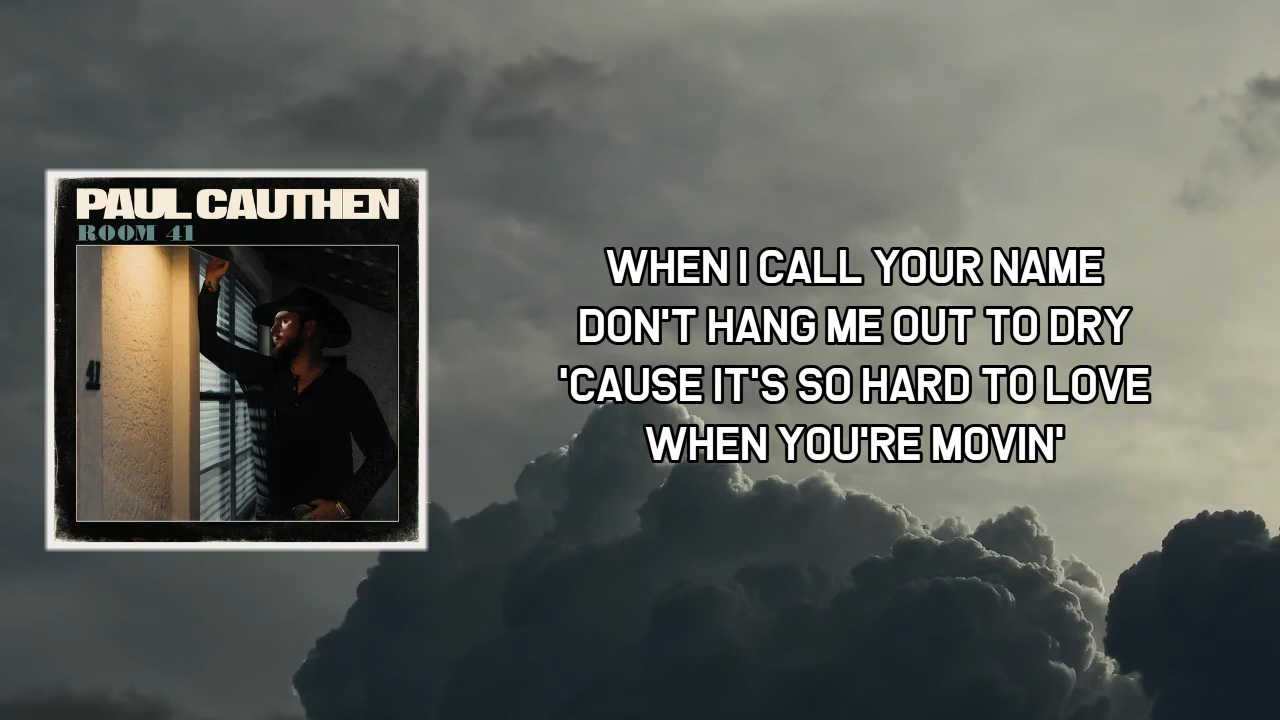 PAUL CAUTHEN
ROOM 41
41
WHEN I CALL YOUR NAME
DON'T HANG ME OUT TO DRY
'CAUSE IT'S SO HARD TO LOVE
WHEN YOU'RE MOVIN'